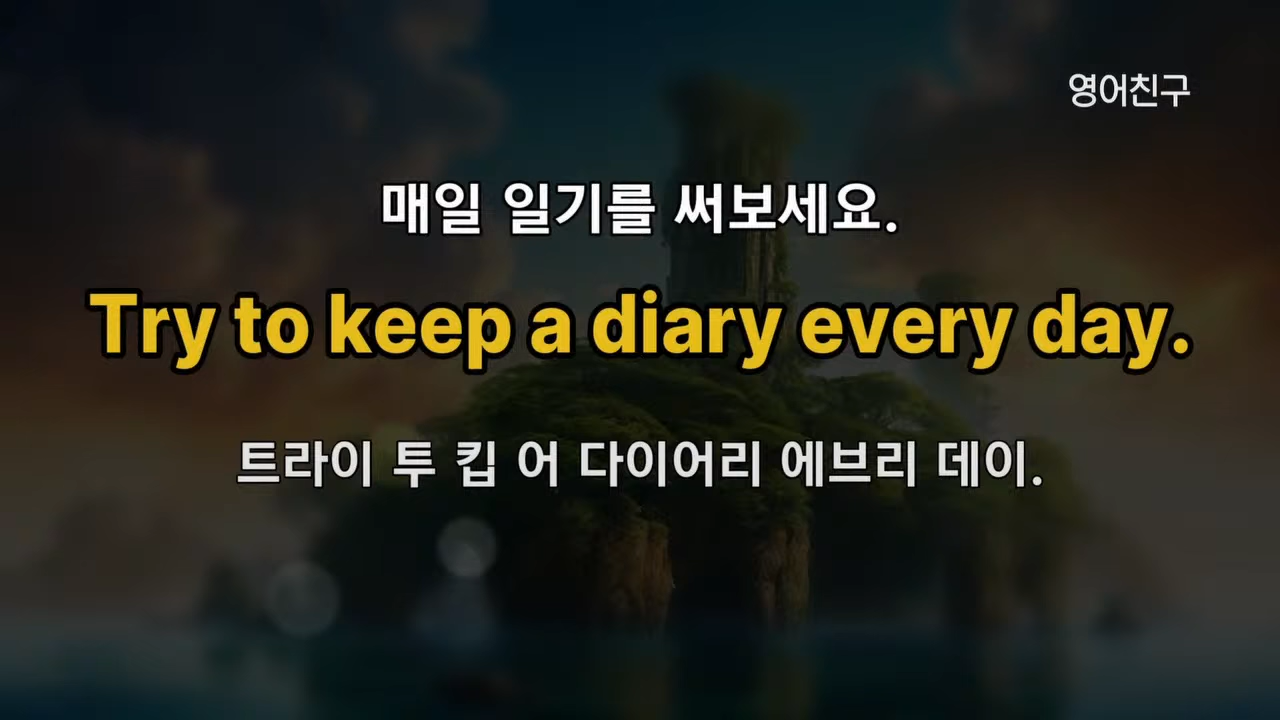 영어친구
매일 일기를 써보세요.
Try to keep a diary every day.
트라이 투 킵 어 다이어리 에브리 데이.